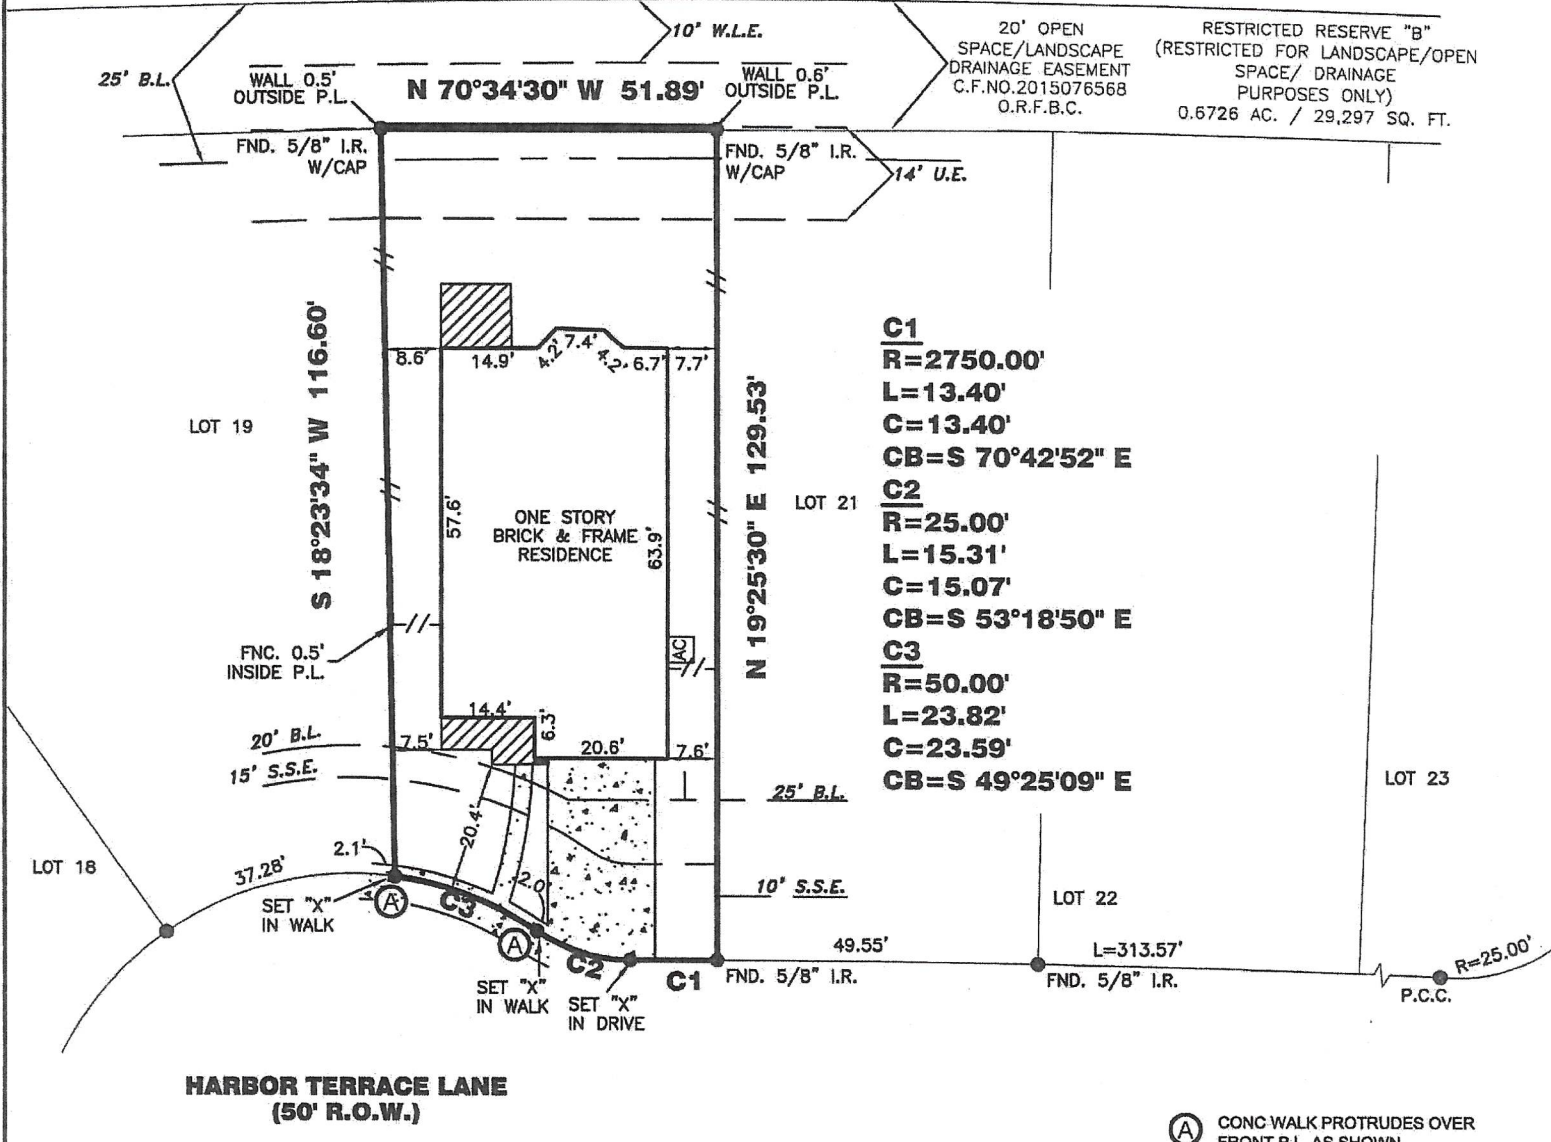 10' W.L.E.
25' B.L.
WALL 0.5'
OUTSIDE P.L.
N 70°34'30" W 51.89'
WALL 0.6'
OUTSIDE P.L.
20' OPEN
SPACE/LANDSCAPE
DRAINAGE EASEMENT
C.F.NO.2015076568
O.R.F.B.C.
RESTRICTED RESERVE "B"
(RESTRICTED FOR LANDSCAPE/OPEN
SPACE/ DRAINAGE
PURPOSES ONLY)
0.6726 AC. / 29,297 SQ. FT.
FND. 5/8" I.R.
W/CAP
FND. 5/8" I.R.
W/CAP
14' U.E.
8.6'
14.9'
4.2'
7.4'
4.2'
6.7'
7.7'
S 18°23'34" W 116.60'
N 19°25'30" E 129.53'
LOT 19
LOT 21
57.6'
ONE STORY
BRICK & FRAME
RESIDENCE
63.9'
C1
R=2750.00'
L=13.40'
C=13.40'
CB=S 70°42'52" E
C2
R=25.00'
L=15.31'
C=15.07'
CB=S 53°18'50" E
C3
R=50.00'
L=23.82'
C=23.59'
CB=S 49°25'09" E
FNC. 0.5'
INSIDE P.L.
AC
14.4'
6.3'
20' B.L.
7.5'
20.6'
7.6'
15' S.S.E.
25' B.L.
LOT 23
20.4'
2.1'
LOT 18
37.28'
2.0'
10' S.S.E.
LOT 22
SET "X"
IN WALK
A
C3
A
C2
C1
49.55'
L=313.57'
R=25.00'
FND. 5/8" I.R.
FND. 5/8" I.R.
P.C.C.
SET "X"
IN WALK
SET "X"
IN DRIVE
HARBOR TERRACE LANE
(50' R.O.W.)
A CONC WALK PROTRUDES OVER
FRONT P.L. AS SHOWN